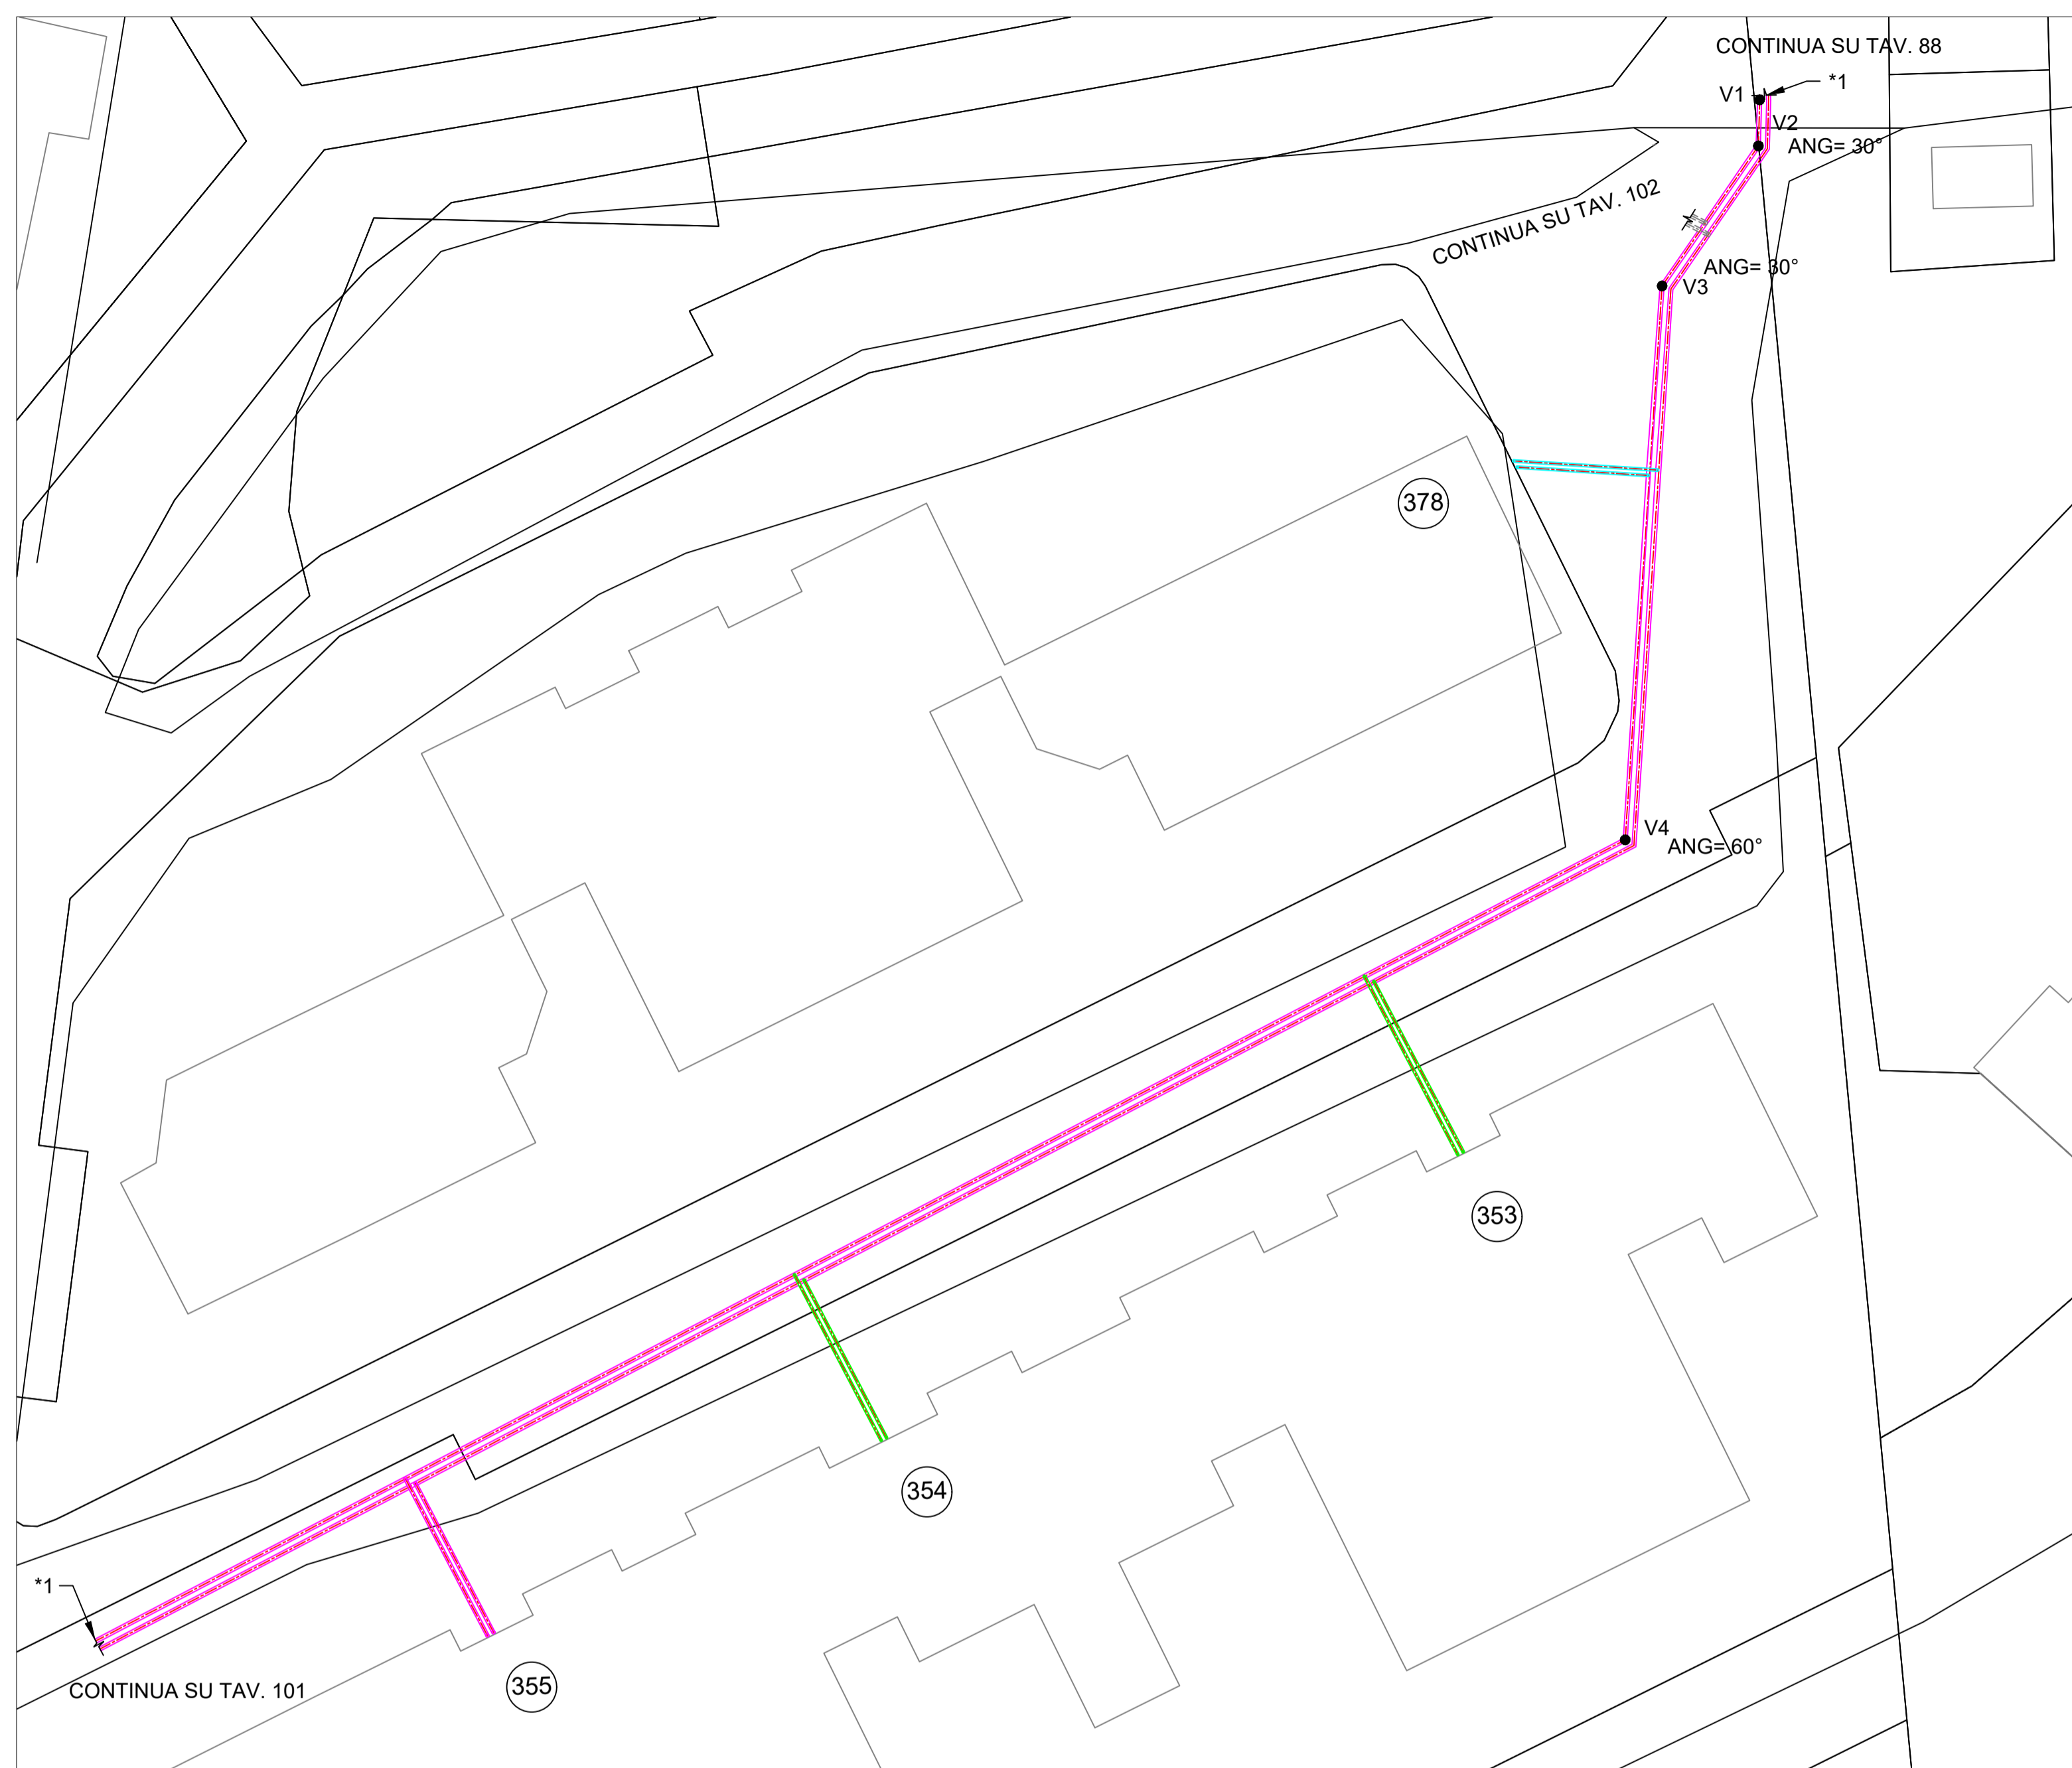 CONTINUA SU TAV. 88
*1
V1
V2
ANG= 30°
CONTINUA SU TAV. 102
ANG= 30°
V3
378
V4
ANG= 60°
353
354
*1
355
CONTINUA SU TAV. 101